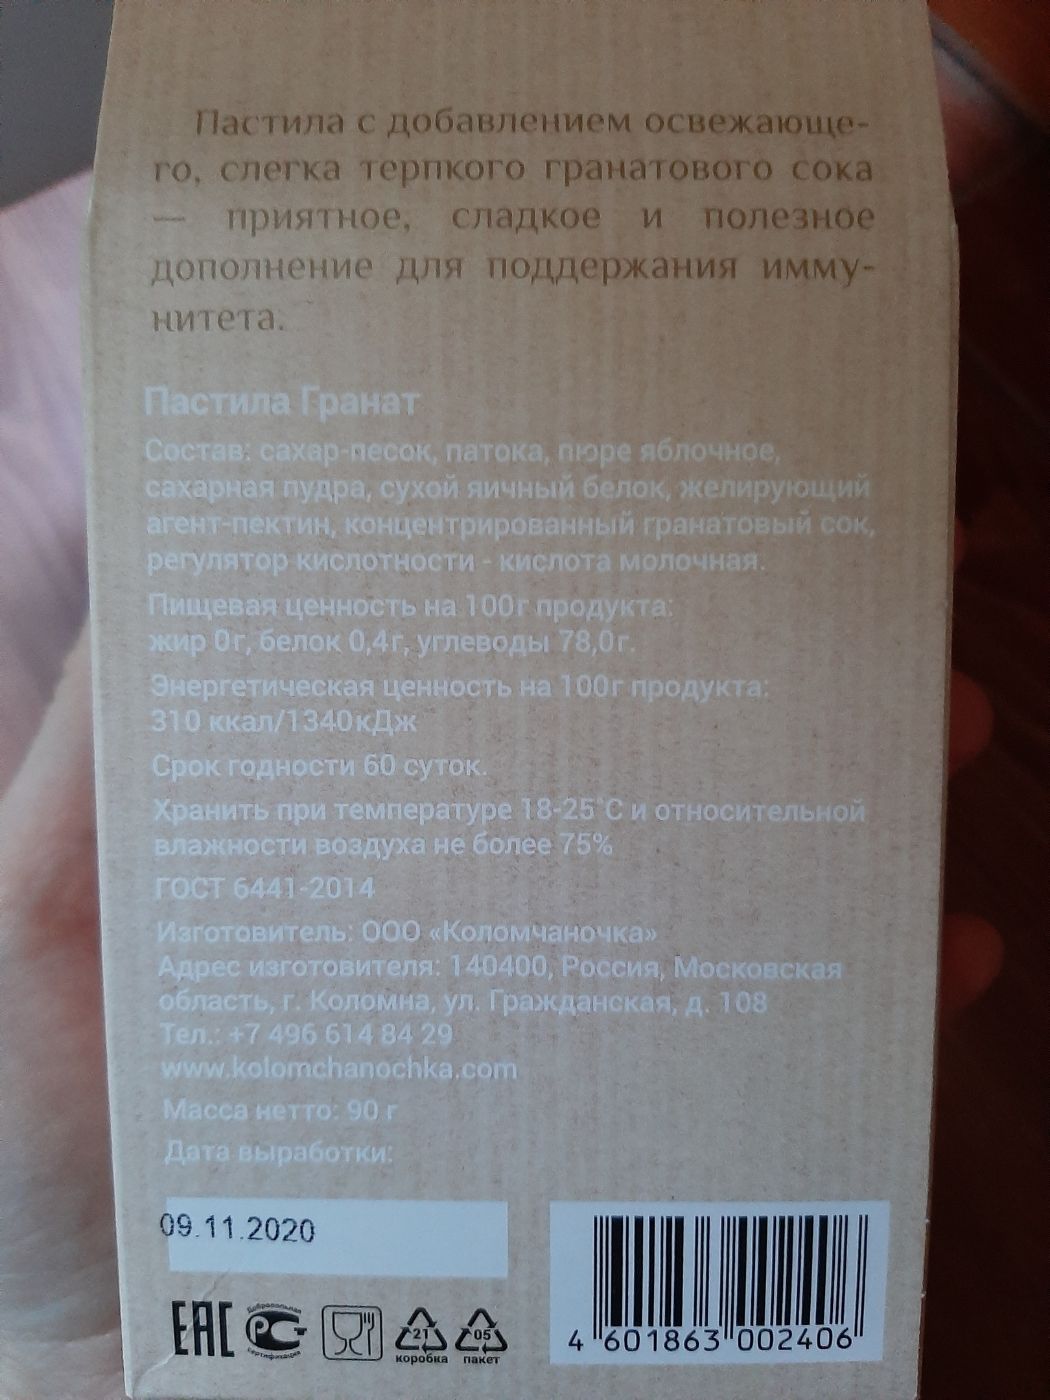 Пастила с добавлением освежающе-
го, слегка терпкого гранатового сока
— приятное, сладкое и полезное
дополнение для поддержания имму-
нитета.
Пастила Гранат
Состав: сахар-песок, патока, пюре яблочное,
сахарная пудра, сухой яичный белок, желирующий
агент-пектин, концентрированный гранатовый сок,
регулятор кислотности - кислота молочная.
Пищевая ценность на 100г продукта:
жир 0г, белок 0,4г, углеводы 78,0г.
Энергетическая ценность на 100г продукта:
310 ккал/1340кДж
Срок годности 60 суток.
Хранить при температуре 18-25°С и относительной
влажности воздуха не более 75%
ГОСТ 6441-2014
Изготовитель: ООО «Коломчаночка»
Адрес изготовителя: 140400, Россия, Московская
область, г. Коломна, ул. Гражданская, д. 108
Тел.: +7 496 614 84 29
www.kolomchanochka.com
Масса нетто: 90 г
Дата выработки:
09.11.2020
ЕАС
Добровольная
РСТ
сертификация
21
коробка
05
пакет
4 601863 002406